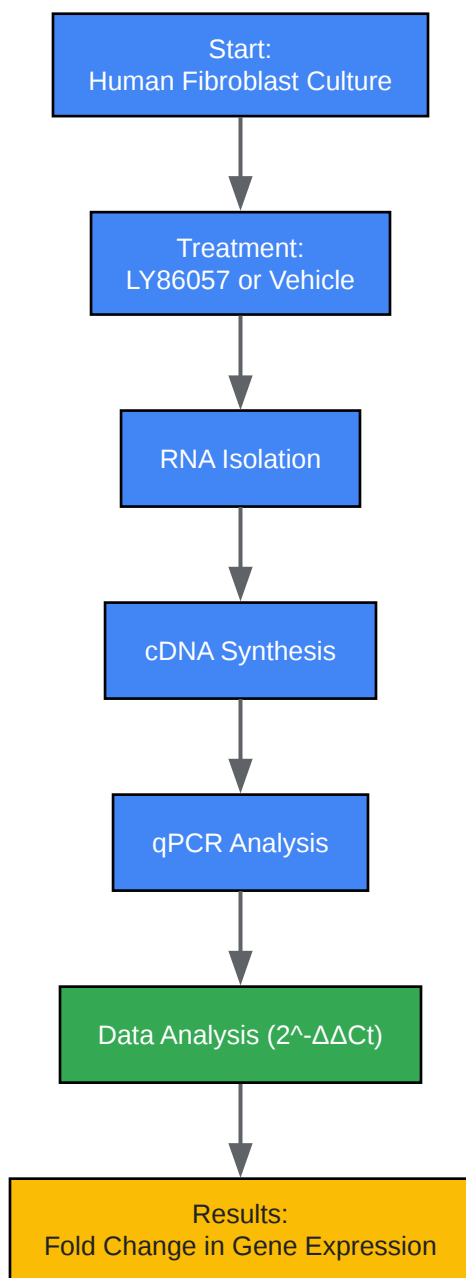 Start:
Human Fibroblast Culture
Treatment:
LY86057 or Vehicle
RNA Isolation
cDNA Synthesis
qPCR Analysis
Data Analysis (2^-ΔΔCt)
Results:
Fold Change in Gene Expression